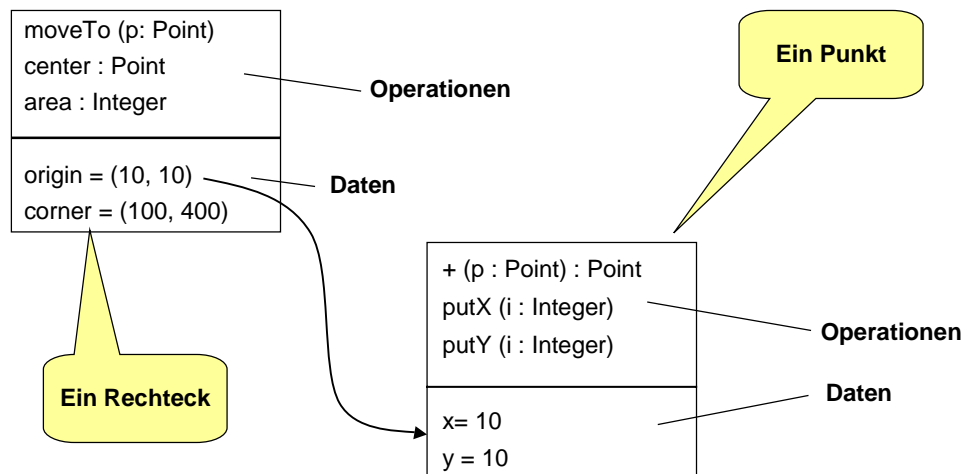 moveTo (p: Point)
center : Point
area : Integer
Operationen
origin = (10, 10)
corner = (100, 400)
Daten
Ein Rechteck
Ein Punkt
+ (p : Point) : Point
putX (i : Integer)
putY (i : Integer)
Operationen
x= 10
y = 10
Daten